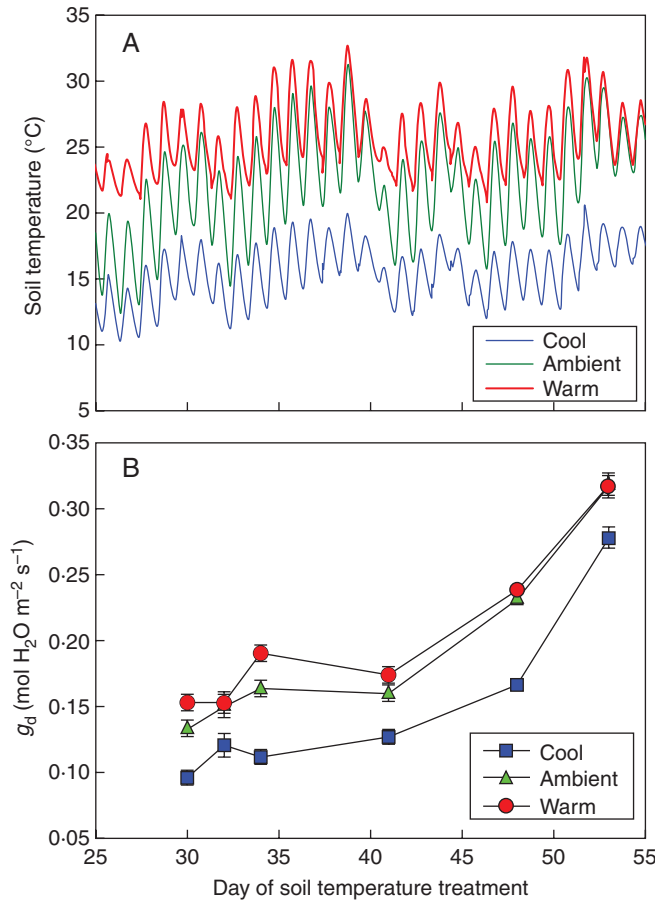 A
35
30
25
20
15
10
5
Soil temperature (°C)
Cool
Ambient
Warm
B
0·35
0·30
0·25
0·20
0·15
0·10
0·05
g_d (mol H₂O m⁻² s⁻¹)
Cool
Ambient
Warm
25 30 35 40 45 50 55
Day of soil temperature treatment